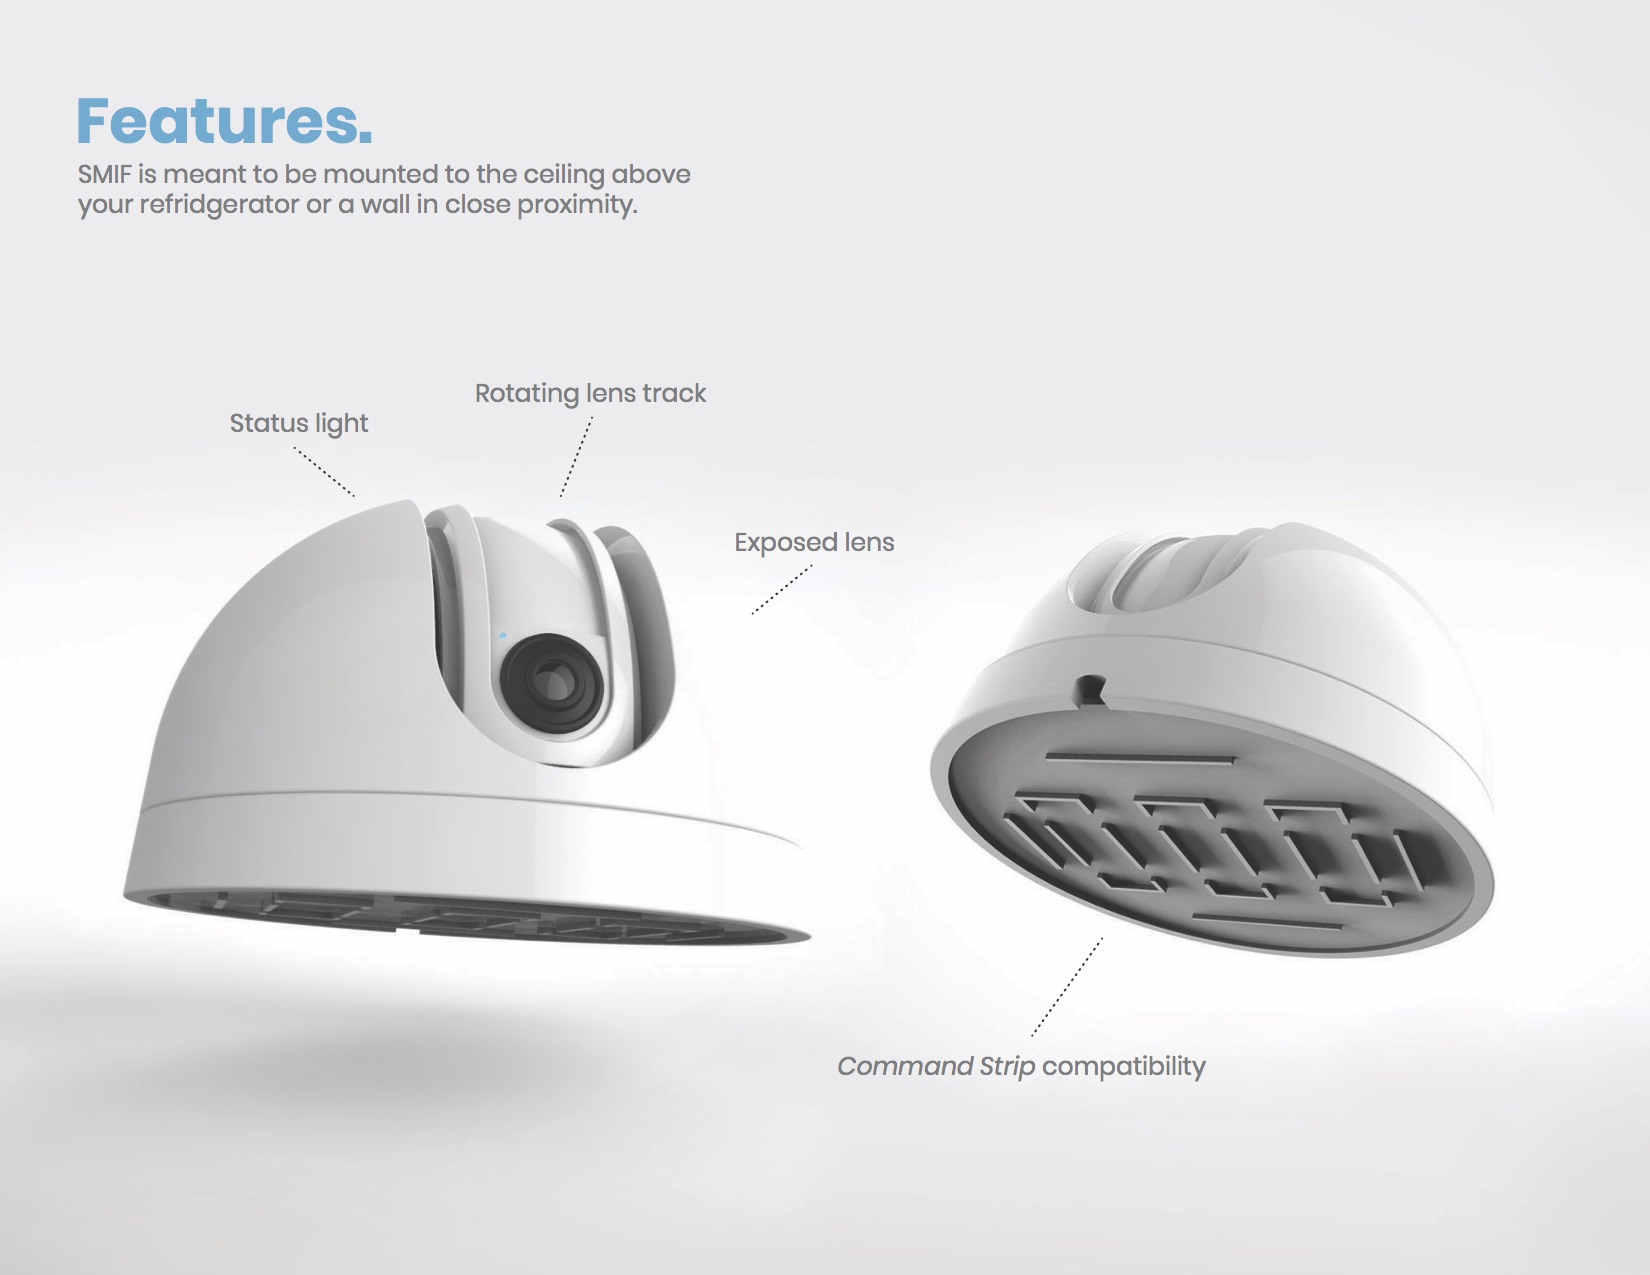 Features.
SMIF is meant to be mounted to the ceiling above
your refridgerator or a wall in close proximity.
Rotating lens track
Status light
Exposed lens
Command Strip compatibility